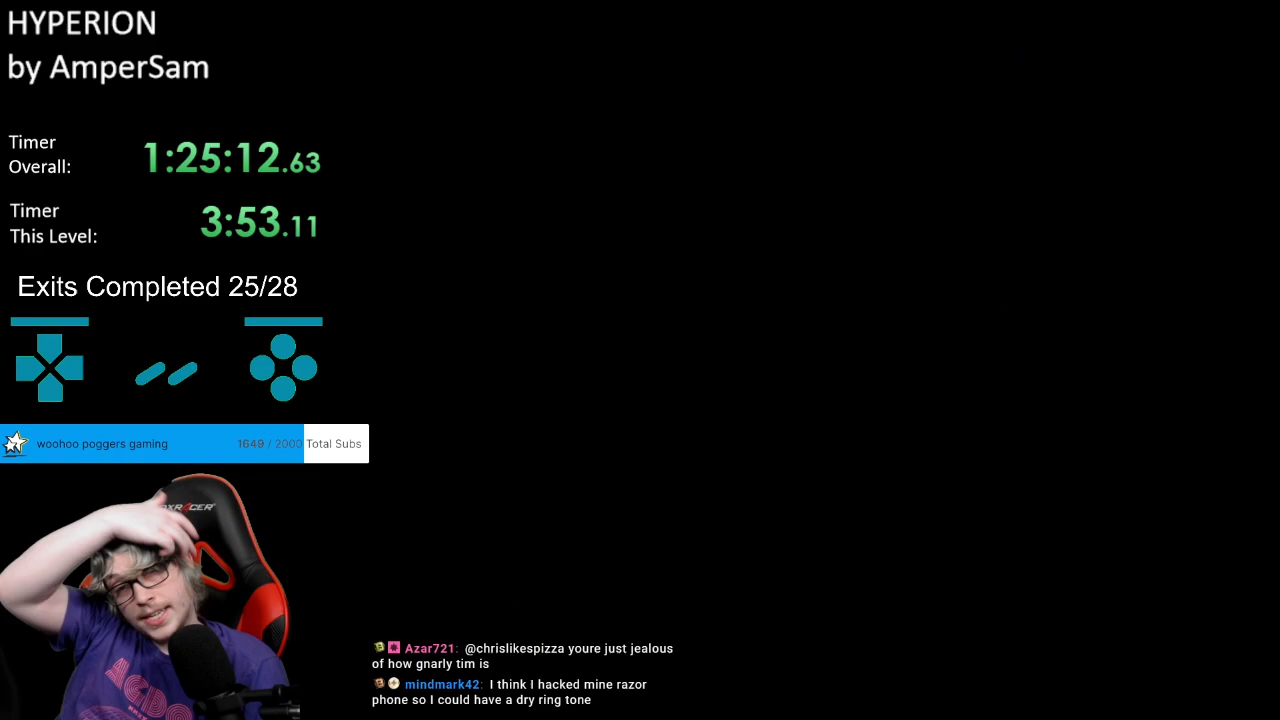 HYPERION
by AmperSam
Timer
Overall:
1:25:12.63
Timer
This Level:
3:53.11
Exits Completed 25/28
woohoo poggers gaming 1649 / 2000 Total Subs
Azar721: @chrislikespizza youre just jealous
of how gnarly tim is
mindmark42: I think I hacked mine razor
phone so I could have a dry ring tone